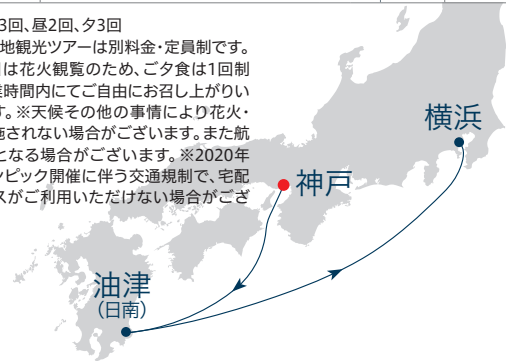 3回、昼2回、夕3回
地観光ツアーは別料金・定員制です。
は花火観覧のため、ご夕食は1回制
業時間内にてご自由にお召し上がりい
す。※天候その他の事情により花火・
施されない場合がございます。また航
となる場合がございます。※2020年
ンピック開催に伴う交通規制で、宅配
スがご利用いただけない場合がござ
横浜
神戸
油津
(日南)